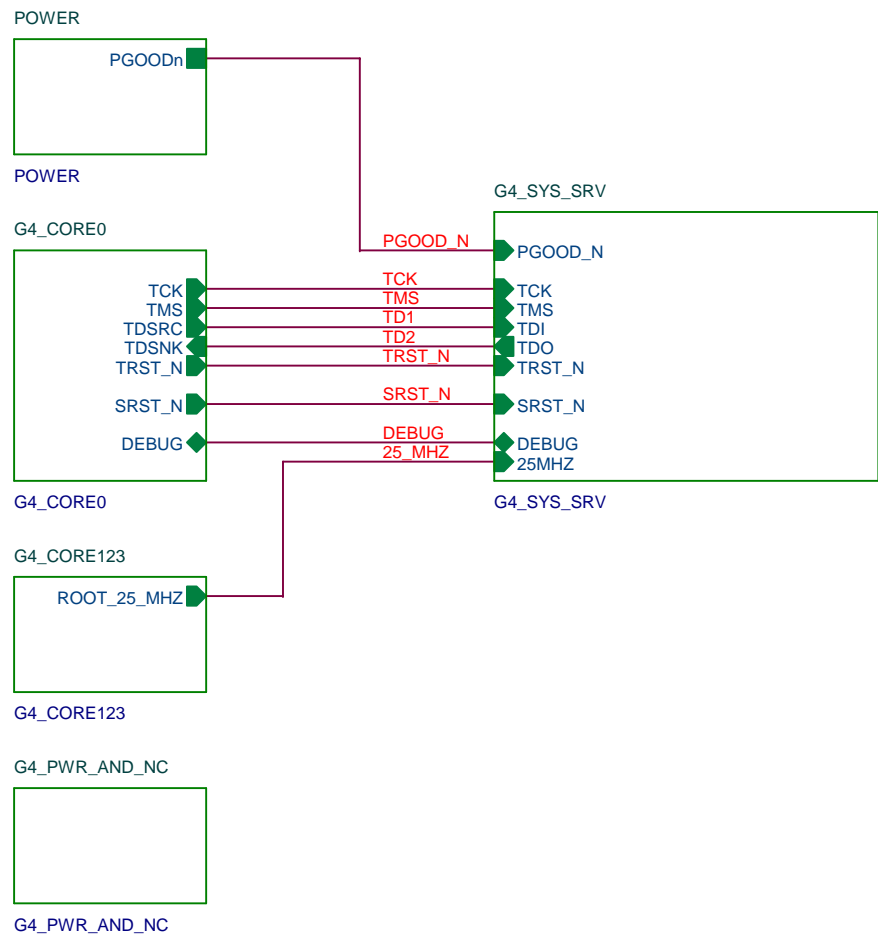 POWER
PGOODn
POWER
G4_SYS_SRV
G4_CORE0
PGOOD_N
PGOOD_N
TCK
TCK
TCK
TMS
TMS
TMS
TDSRC
TD1
TDI
TDSNK
TD2
TDO
TRST_N
TRST_N
TRST_N
SRST_N
SRST_N
SRST_N
DEBUG
DEBUG
DEBUG
25_MHZ
25MHZ
G4_CORE0
G4_SYS_SRV
G4_CORE123
ROOT_25_MHZ
G4_CORE123
G4_PWR_AND_NC
G4_PWR_AND_NC